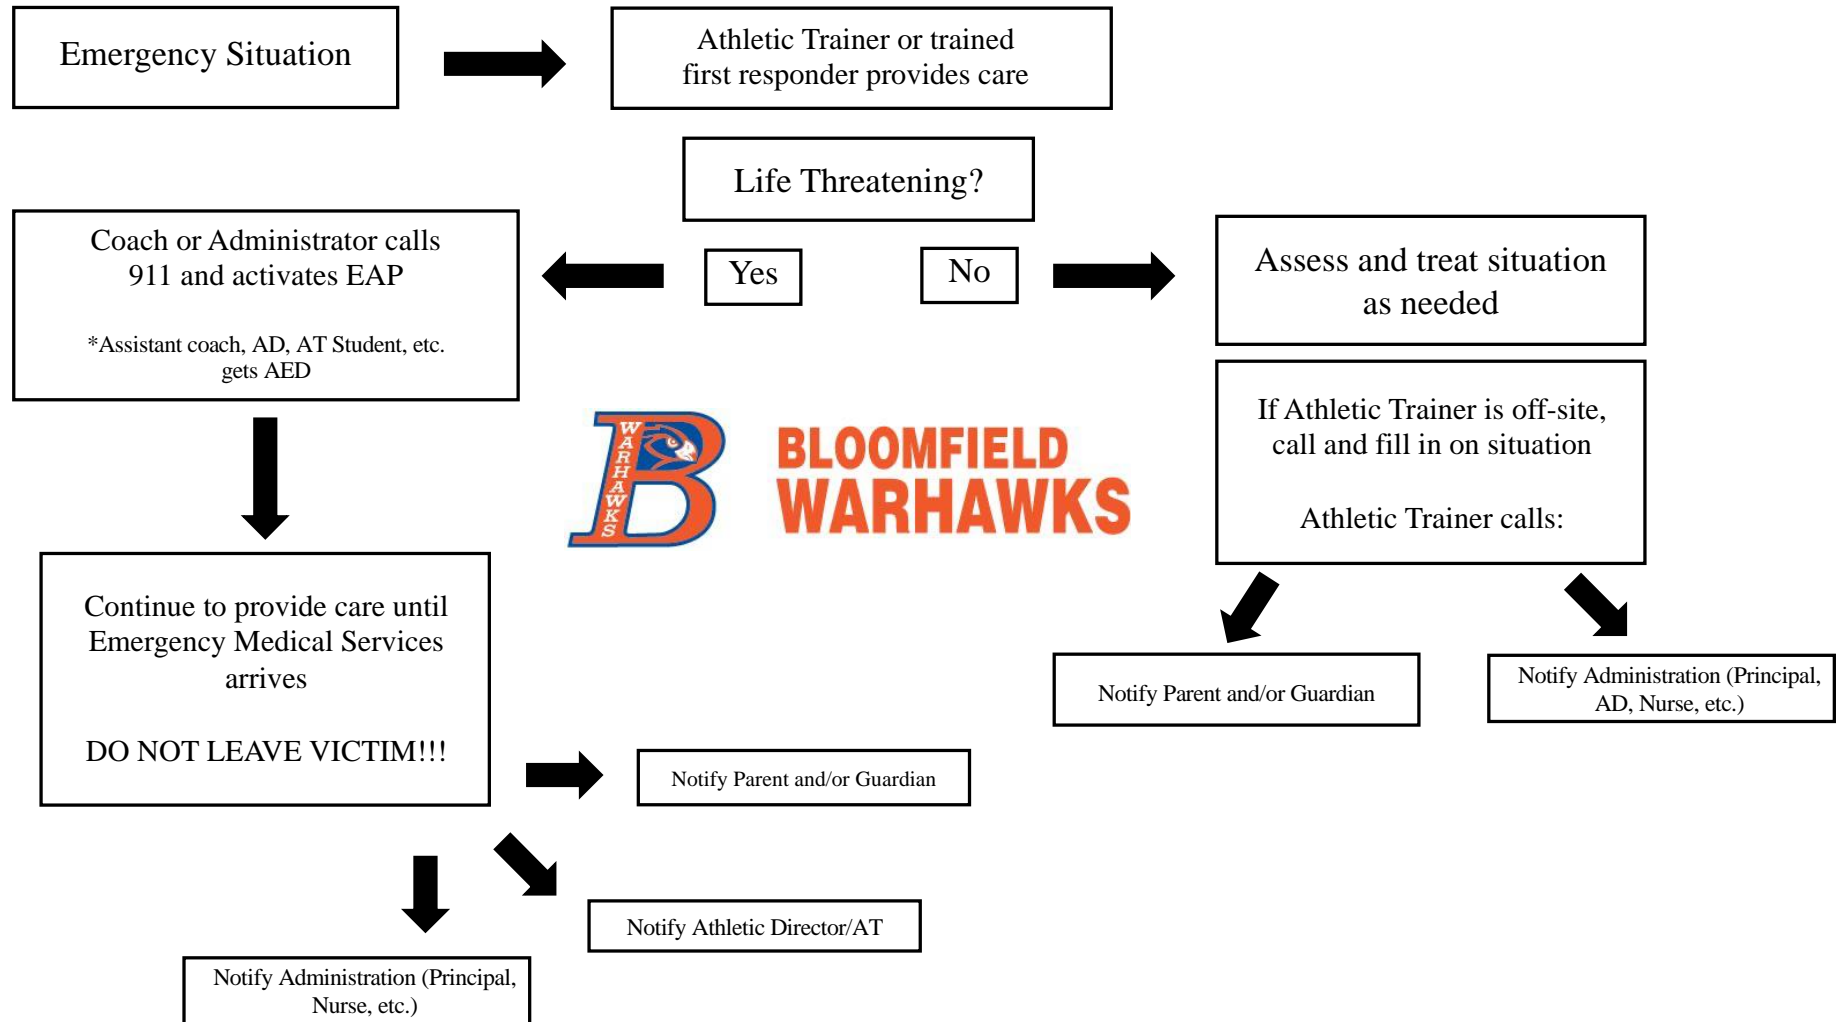 Emergency Situation
Athletic Trainer or trained
first responder provides care
Life Threatening?
Yes
No
Coach or Administrator calls
911 and activates EAP
*Assistant coach, AD, AT Student, etc.
gets AED
Assess and treat situation
as needed
If Athletic Trainer is off-site,
call and fill in on situation
Athletic Trainer calls:
WARHAWKS
B
BLOOMFIELD
WARHAWKS
Continue to provide care until
Emergency Medical Services
arrives
DO NOT LEAVE VICTIM!!!
Notify Parent and/or Guardian
Notify Administration (Principal,
AD, Nurse, etc.)
Notify Parent and/or Guardian
Notify Athletic Director/AT
Notify Administration (Principal,
Nurse, etc.)